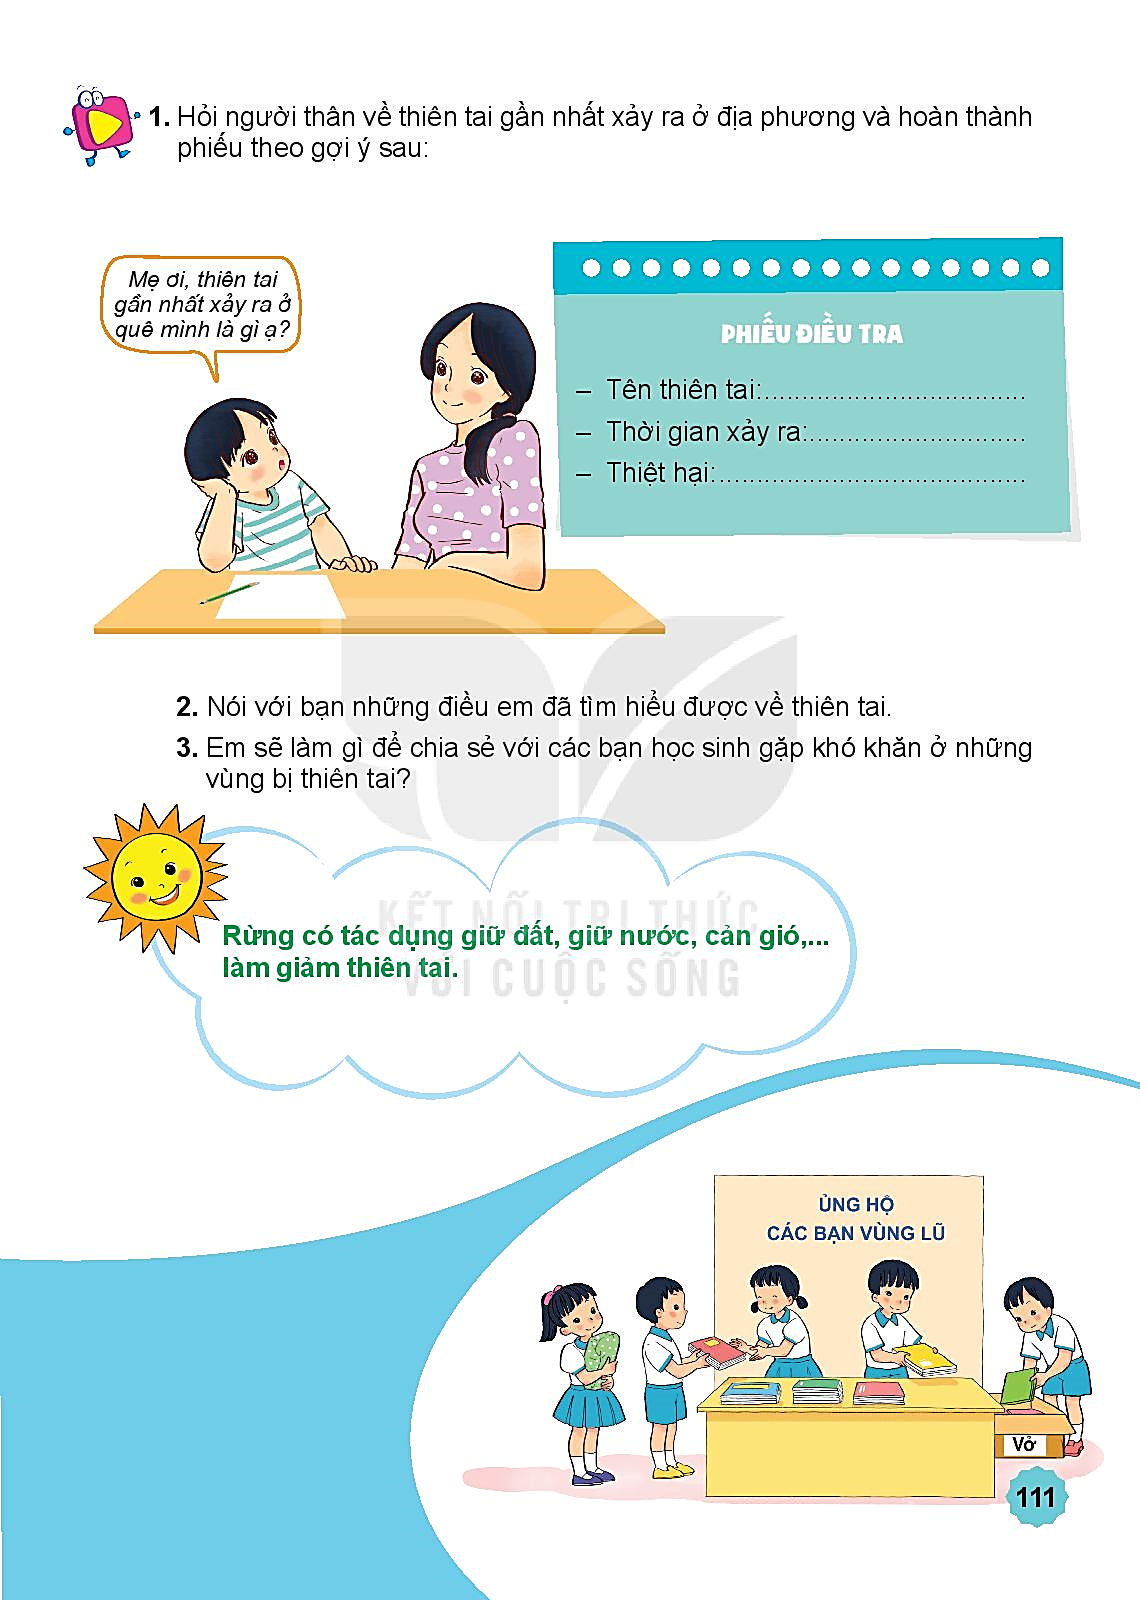 1. Hỏi người thân về thiên tai gần nhất xảy ra ở địa phương và hoàn thành
phiếu theo gợi ý sau:
Mẹ ơi, thiên tai
gần nhất xảy ra ở
quê mình là gì ạ?
PHIẾU ĐIỀU TRA
– Tên thiên tai:...................................
– Thời gian xảy ra:.............................
– Thiệt hại:.........................................
2. Nói với bạn những điều em đã tìm hiểu được về thiên tai.
3. Em sẽ làm gì để chia sẻ với các bạn học sinh gặp khó khăn ở những
vùng bị thiên tai?
KẾT NỐI TRI THỨC
VỚI CUỘC SỐNG
Rừng có tác dụng giữ đất, giữ nước, cản gió,...
làm giảm thiên tai.
ỦNG HỘ
CÁC BẠN VÙNG LŨ
Vở
111